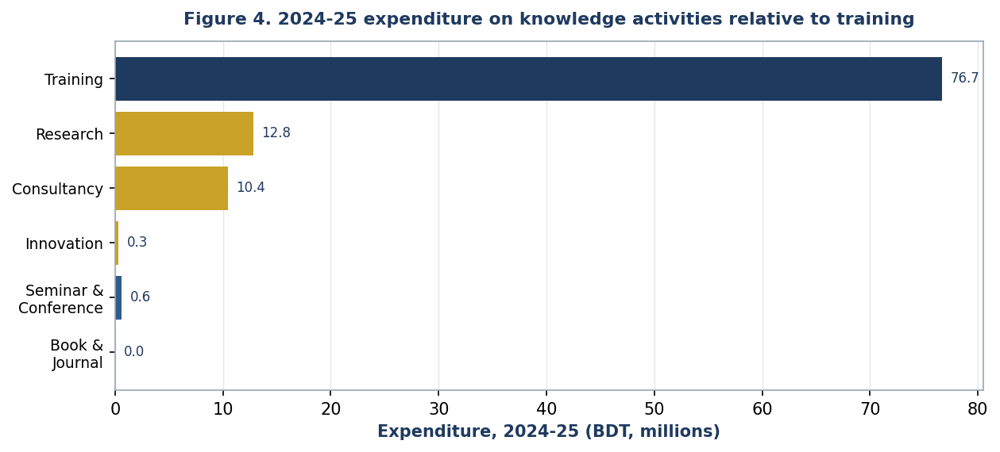 Figure 4. 2024-25 expenditure on knowledge activities relative to training
Training
76.7
Research
12.8
Consultancy
10.4
Innovation
0.3
Seminar &
Conference
0.6
Book &
Journal
0.0
0 10 20 30 40 50 60 70 80
Expenditure, 2024-25 (BDT, millions)